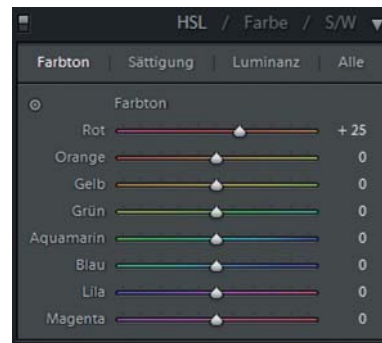 HSL / Farbe / S/W
Farbton Sättigung Luminanz Alle
Farbton
Rot + 25
Orange 0
Gelb 0
Grün 0
Aquamarin 0
Blau 0
Lila 0
Magenta 0